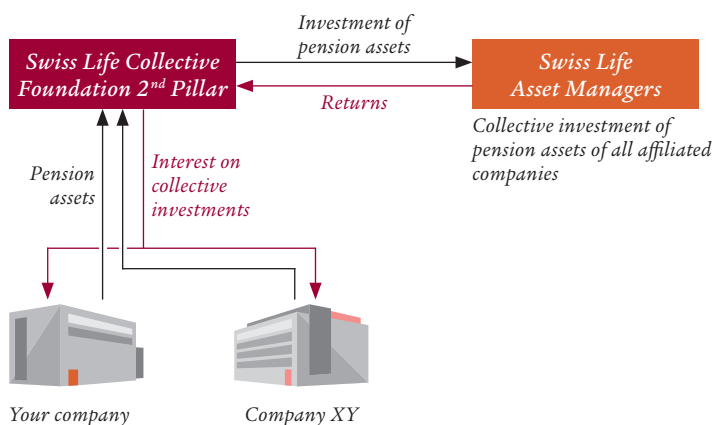 Investment of
pension assets
Swiss Life Collective
Foundation 2nd Pillar
Swiss Life
Asset Managers
Returns
Collective investment of
pension assets of all affiliated
companies
Pension
assets
Interest on
collective
investments
Your company
Company XY